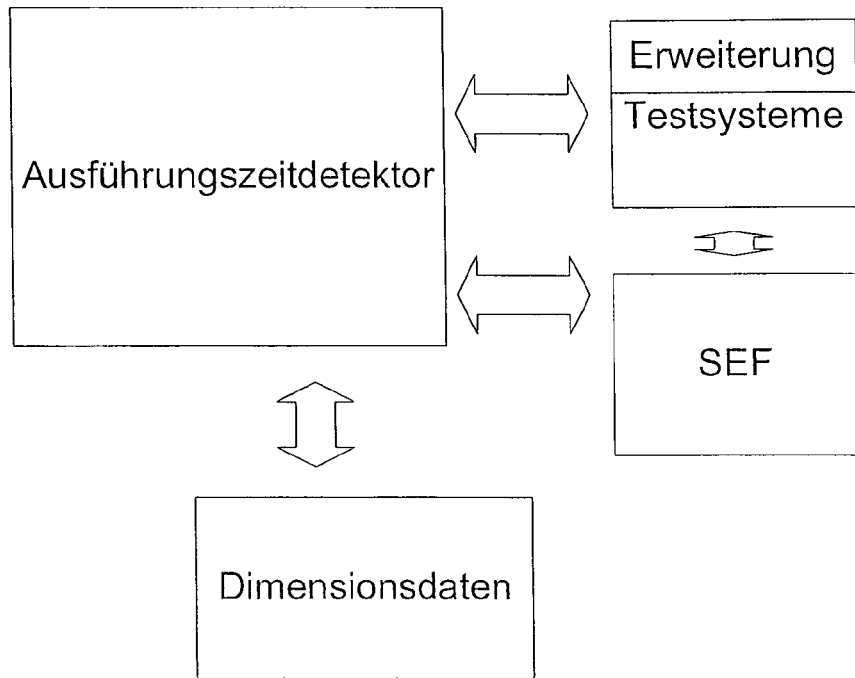 Erweiterung
Testsysteme
Ausführungszeitdetektor
SEF
Dimensionsdaten